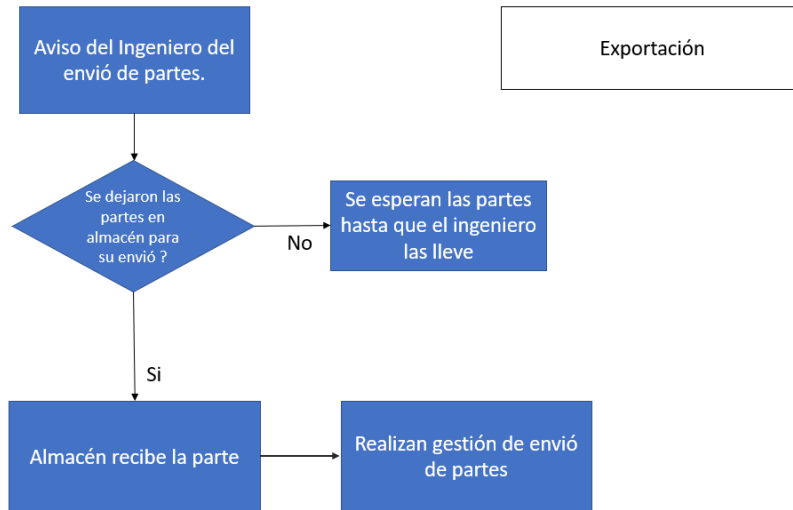 Aviso del Ingeniero del
envió de partes.
Exportación
Se dejaron las
partes en
almacén para
su envió ?
No
Se esperan las partes
hasta que el ingeniero
las lleve
Si
Almacén recibe la parte
Realizan gestión de envió
de partes